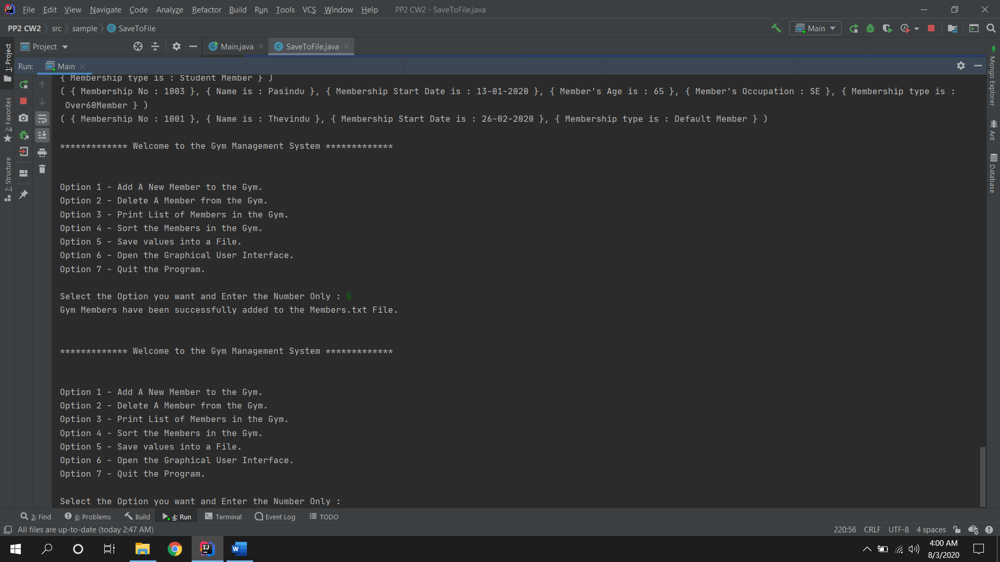 File Edit View Navigate Code Analyze Refactor Build Run Tools VCS Window Help PP2 CW2 - SaveToFile.java
PP2 CW2 src sample SaveToFile Main
Project Main.java SaveToFile.java
Run: Main
1: Project
2: Favorites
7: Structure
Mongo Explorer
Ant
Database
{ Membership type is : Student Member } )
( { Membership No : 1003 }, { Name is : Pasindu }, { Membership Start Date is : 13-01-2020 }, { Member's Age is : 65 }, { Member's Occupation : SE }, { Membership type is :
Over60Member } )
( { Membership No : 1001 }, { Name is : Thevindu }, { Membership Start Date is : 26-02-2020 }, { Membership type is : Default Member } )
************* Welcome to the Gym Management System *************
Option 1 - Add A New Member to the Gym.
Option 2 - Delete A Member from the Gym.
Option 3 - Print List of Members in the Gym.
Option 4 - Sort the Members in the Gym.
Option 5 - Save values into a File.
Option 6 - Open the Graphical User Interface.
Option 7 - Quit the Program.
Select the Option you want and Enter the Number Only : 5
Gym Members have been successfully added to the Members.txt File.
************* Welcome to the Gym Management System *************
Option 1 - Add A New Member to the Gym.
Option 2 - Delete A Member from the Gym.
Option 3 - Print List of Members in the Gym.
Option 4 - Sort the Members in the Gym.
Option 5 - Save values into a File.
Option 6 - Open the Graphical User Interface.
Option 7 - Quit the Program.
Select the Option you want and Enter the Number Only :
3: Find 6: Problems Build 4: Run Terminal Event Log TODO
All files are up-to-date (today 2:47 AM) 220:56 CRLF UTF-8 4 spaces
4:00 AM
8/3/2020